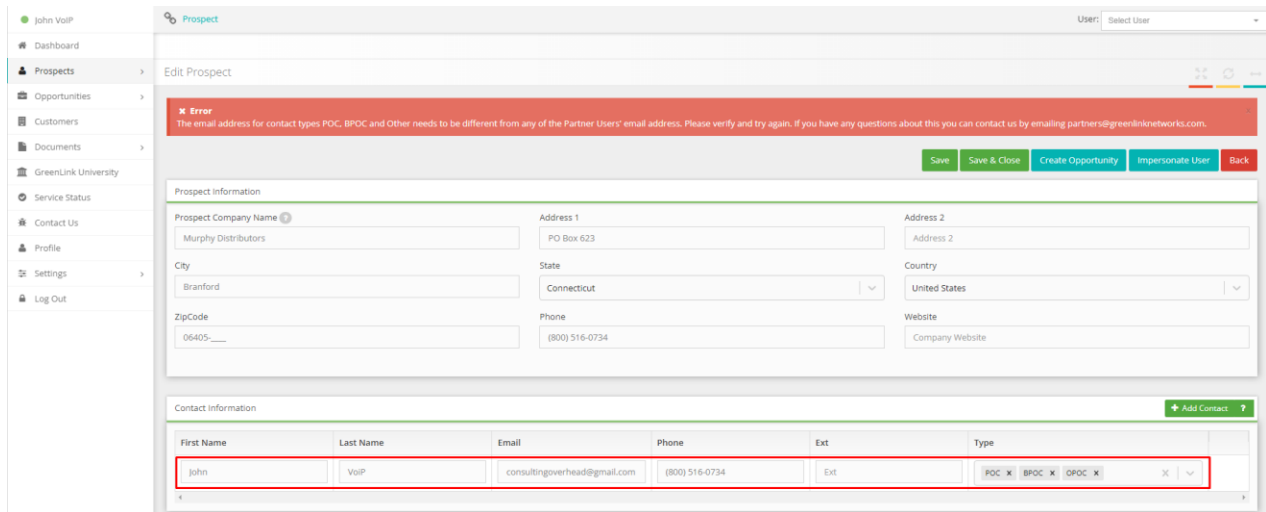 John VoIP
Prospect
User:
Select User
Dashboard
Prospects
Edit Prospect
Opportunities
Customers
Documents
GreenLink University
Service Status
Contact Us
Profile
Settings
Log Out
Error
The email address for contact types POC, BPOC and Other needs to be different from any of the Partner Users' email address. Please verify and try again. If you have any questions about this you can contact us by emailing partners@greenlinknetworks.com.
Save
Save & Close
Create Opportunity
Impersonate User
Back
Prospect Information
Prospect Company Name ?
Address 1
Address 2
Murphy Distributors
PO Box 623
Address 2
City
State
Country
Branford
Connecticut
United States
ZipCode
Phone
Website
06405-____
(800) 516-0734
Company Website
Contact Information
+ Add Contact ?
First Name Last Name Email Phone Ext Type
John VoiP consultingoverhead@gmail.com (800) 516-0734 Ext POC x BPOC x OPOC x